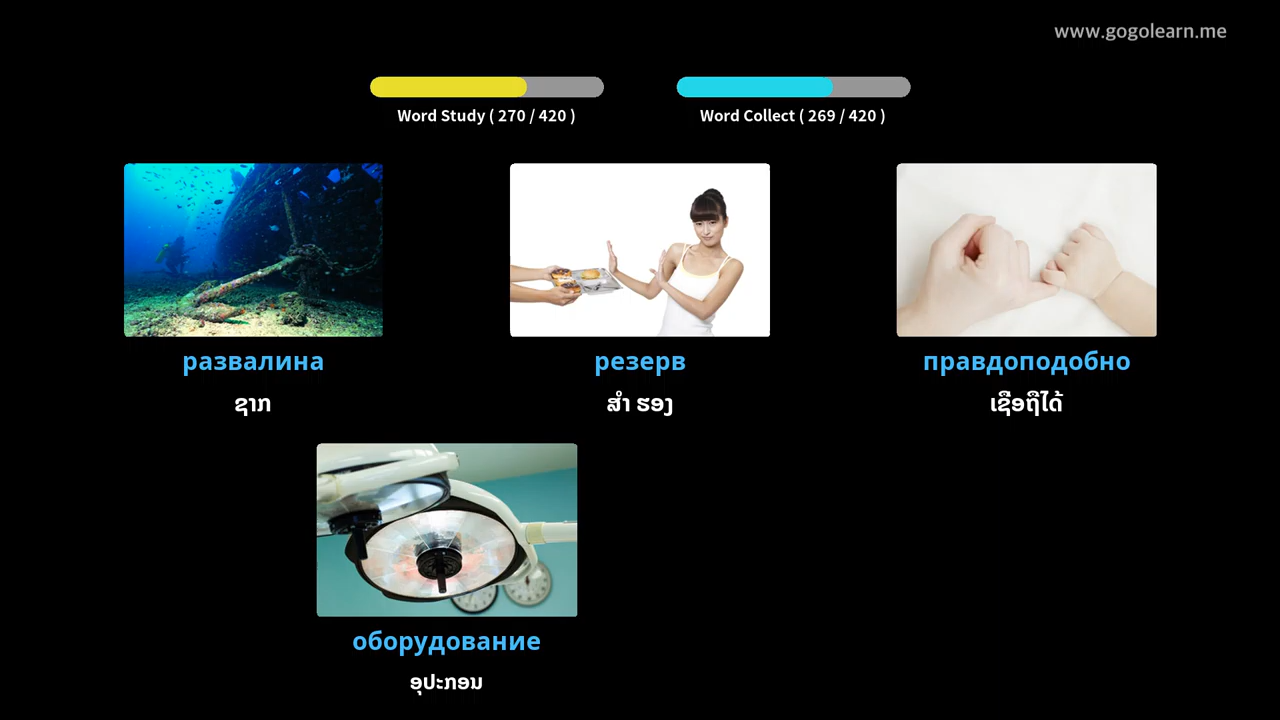 www.gogolearn.me
Word Study ( 270 / 420 )
Word Collect ( 269 / 420 )
развалина
резерв
правдоподобно
ຊາກ
ສຳ ຮອງ
ເຊືອຖືໄດ້
оборудование
ອຸປະກອນ